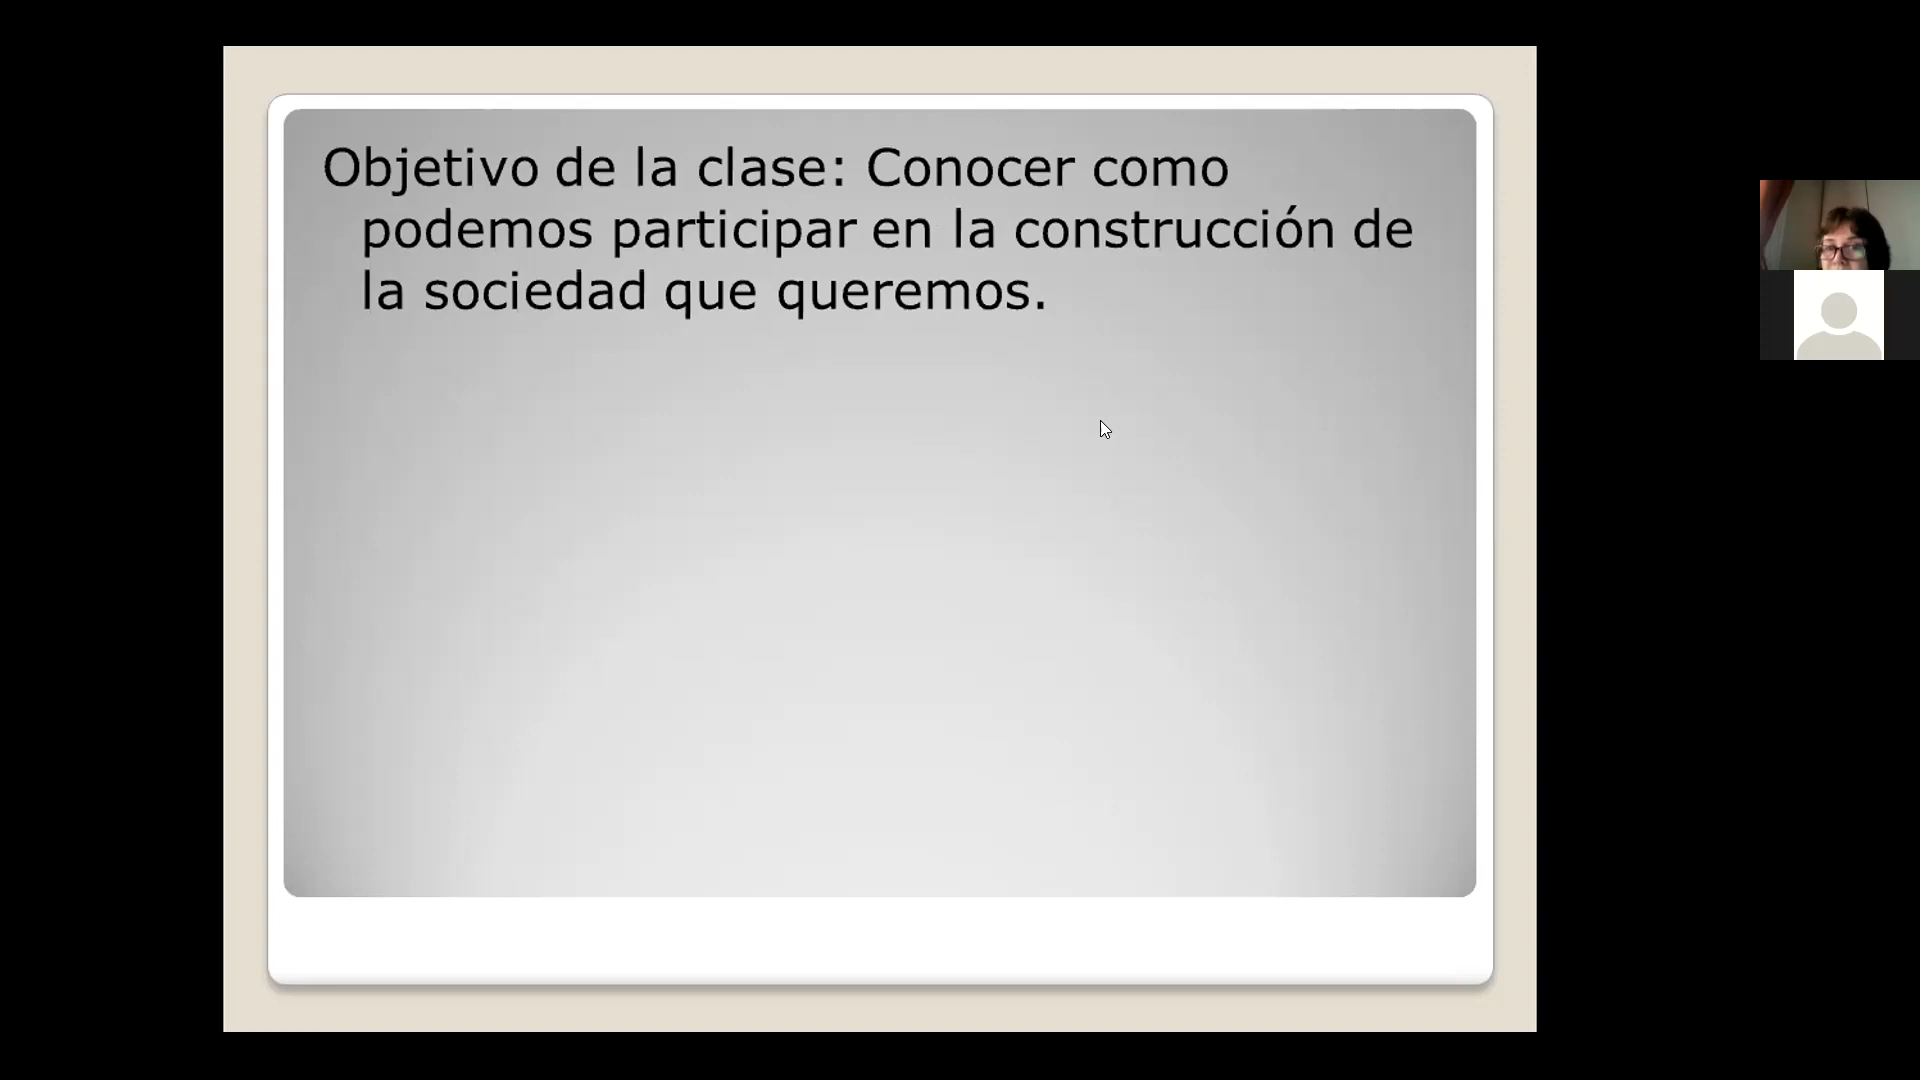 Objetivo de la clase: Conocer como
podemos participar en la construcción de
la sociedad que queremos.